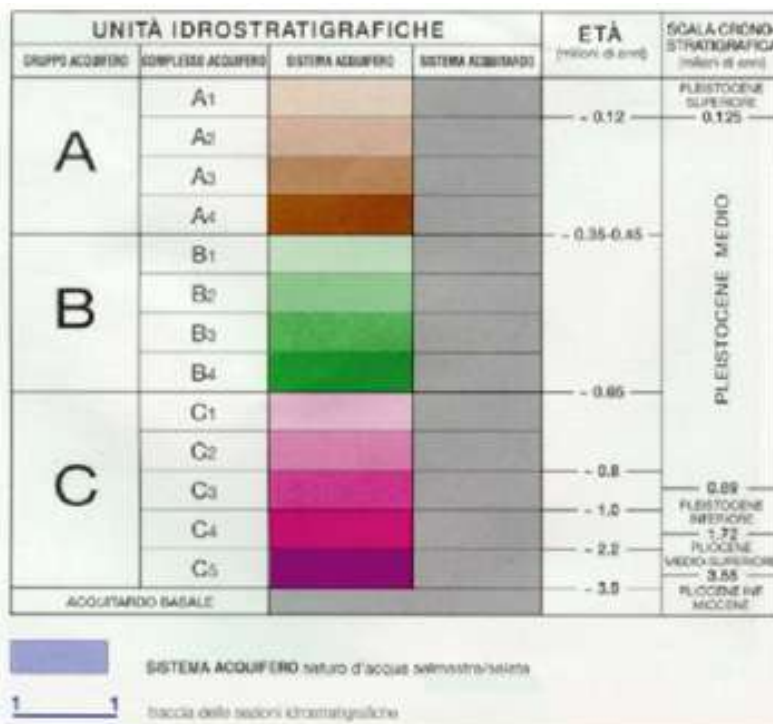 UNITÀ IDROSTRATIGRAFICHE
ETÀ
(milioni di anni)
SCALA CRONO-
STRATIGRAFICA
(milioni di anni)
GRUPPO ACQUIFERO
COMPLESSO ACQUIFERO
SISTEMA ACQUIFERO
SISTEMA ACQUITARDO
A
A1
A2
A3
A4
B
B1
B2
B3
B4
C
C1
C2
C3
C4
C5
ACQUITARDO BASALE
~ 0.12
~ 0.35-0.45
~ 0.65
~ 0.8
~ 1.0
~ 2.2
~ 3.9
PLEISTOCENE
SUPERIORE
0.125
PLEISTOCENE MEDIO
0.89
PLEISTOCENE
INFERIORE
1.72
PLIOCENE
MEDIO-SUPERIORE
3.55
PLIOCENE INF
MIOCENE
SISTEMA ACQUIFERO saturo d'acqua salmastra/salata
1 1
traccia delle sezioni idrostratigrafiche